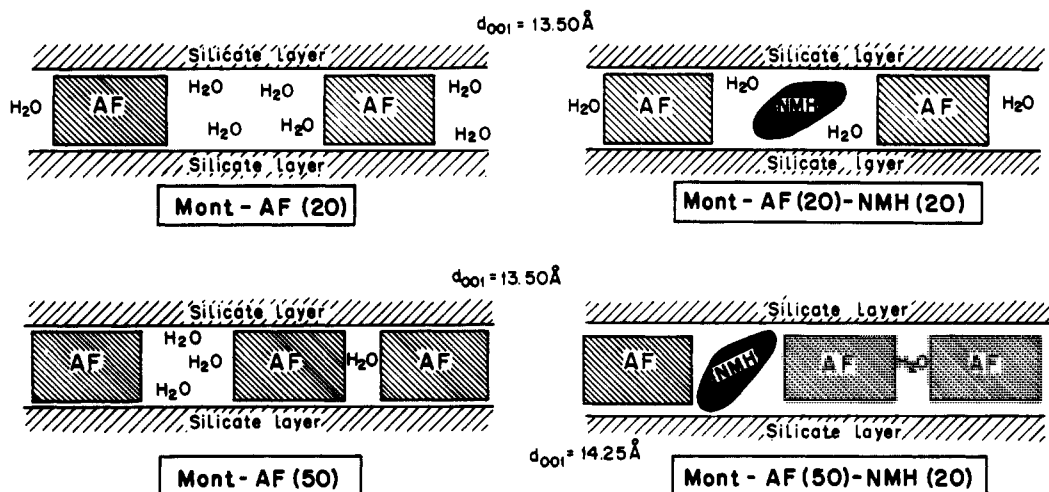 d001 = 13.50Å
Silicate layer
H2O AF H2O H2O H2O H2O AF H2O H2O
Silicate layer
Mont-AF (20)
Silicate layer
H2O AF H2O NMH H2O AF H2O
Silicate layer
Mont-AF(20)-NMH(20)
d001 = 13.50Å
Silicate layer
AF H2O H2O H2O AF H2O AF
Silicate layer
Mont-AF(50)
Silicate layer
AF NMH AF H2O AF
Silicate layer
d001 = 14.25Å
Mont-AF(50)-NMH(20)